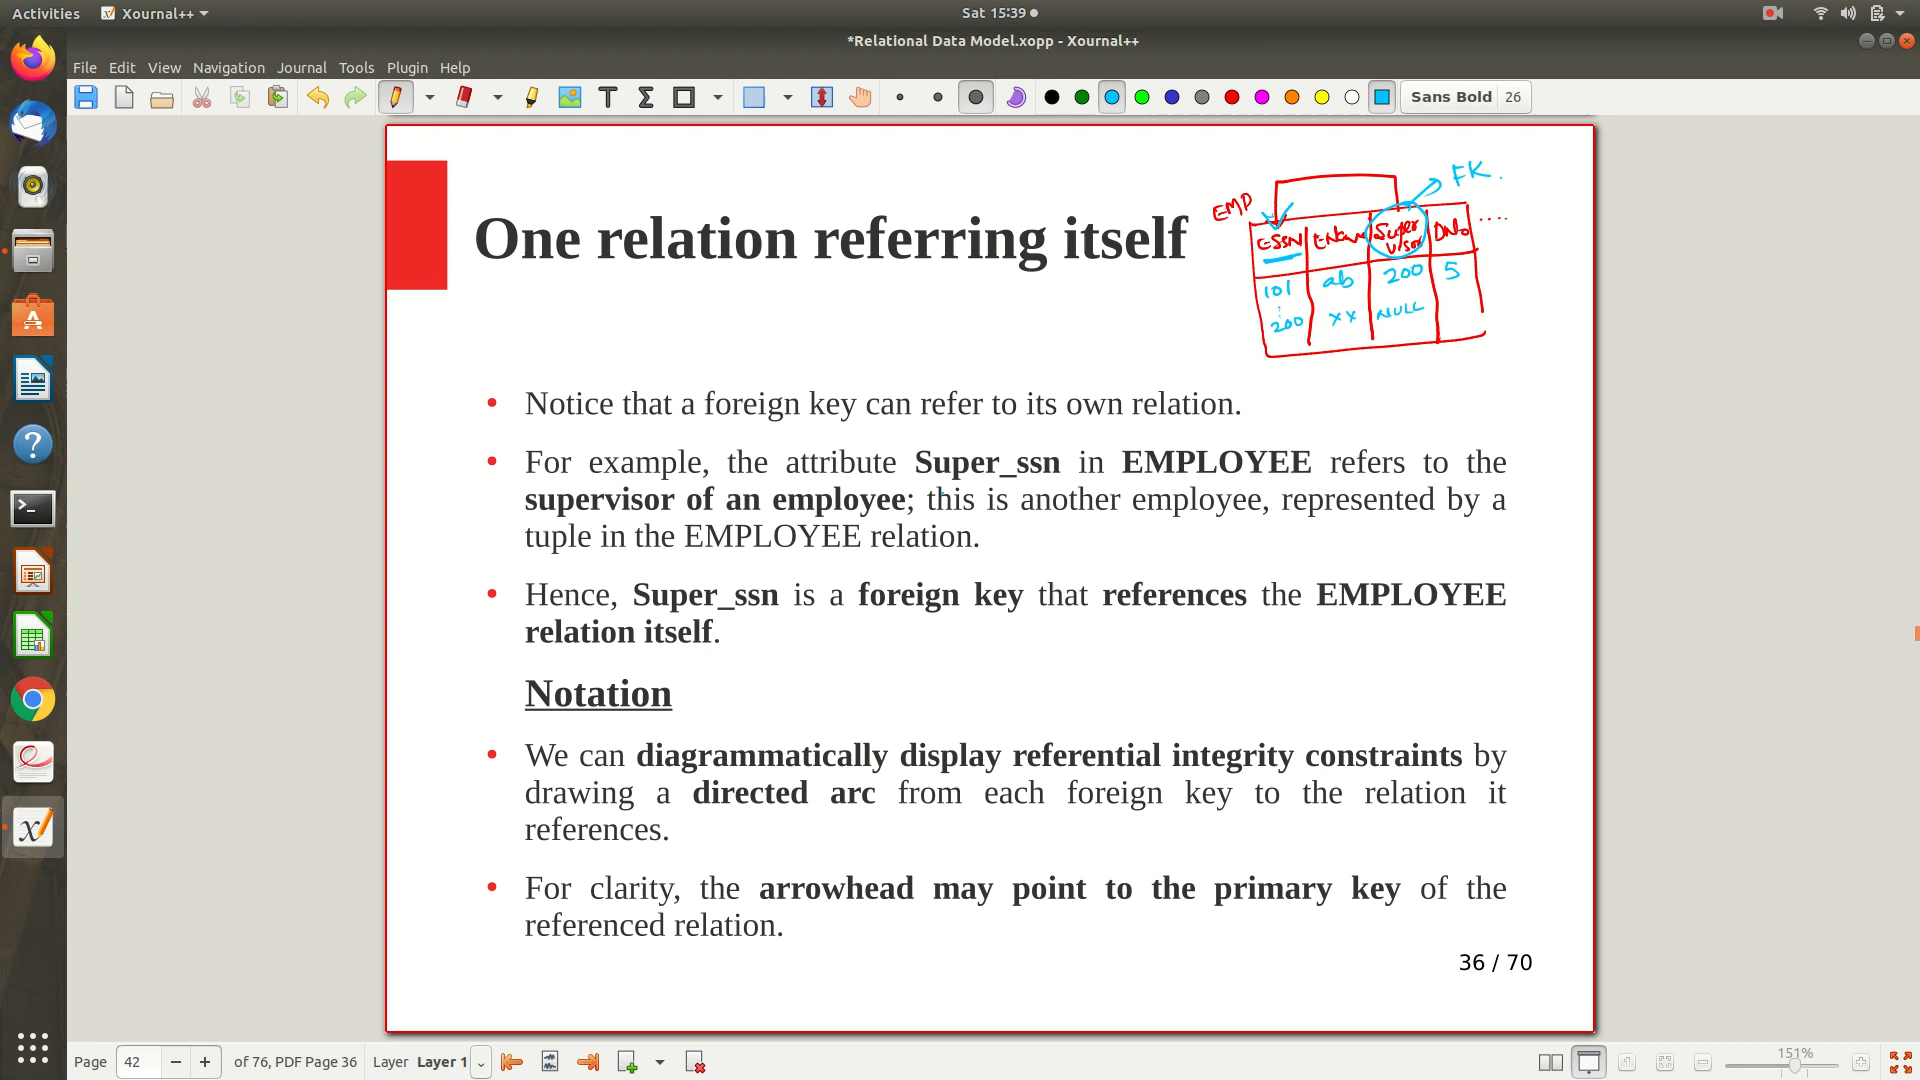 Activities Xournal++ Sat 15:39
*Relational Data Model.xopp - Xournal++
File Edit View Navigation Journal Tools Plugin Help
Sans Bold 26
One relation referring itself
EMP
FK.
ESSN ENam Super visor DNo ....
101 ab 200 5
200 xx NULL
• Notice that a foreign key can refer to its own relation.
• For example, the attribute Super_ssn in EMPLOYEE refers to the
supervisor of an employee; this is another employee, represented by a
tuple in the EMPLOYEE relation.
• Hence, Super_ssn is a foreign key that references the EMPLOYEE
relation itself.
Notation
• We can diagrammatically display referential integrity constraints by
drawing a directed arc from each foreign key to the relation it
references.
• For clarity, the arrowhead may point to the primary key of the
referenced relation.
36 / 70
Page 42 of 76, PDF Page 36 Layer Layer 1 151%